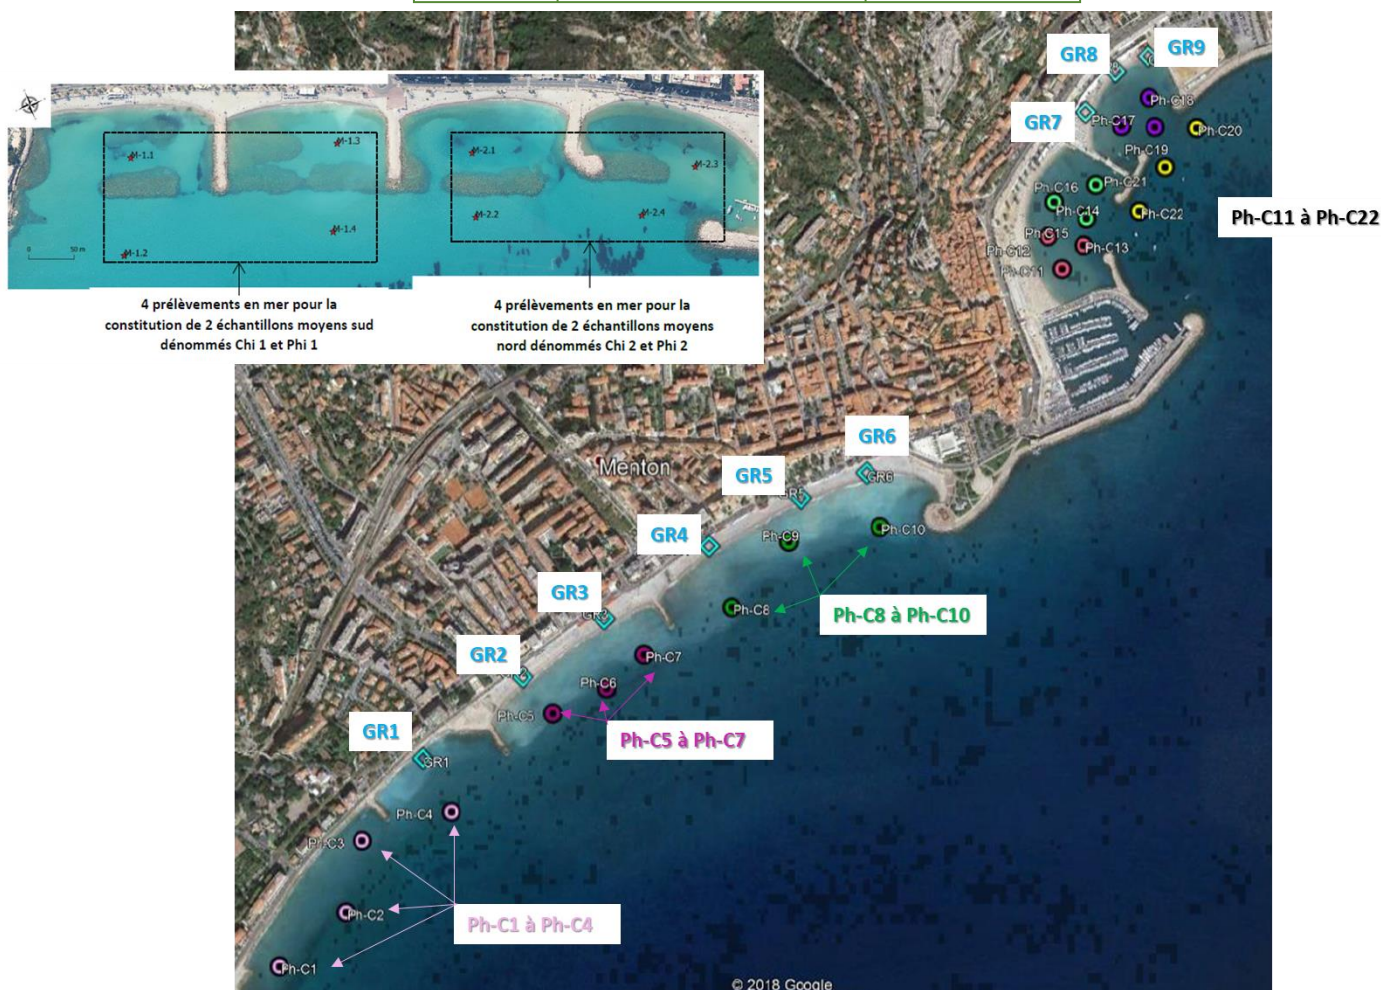 GR8
GR9
GR7
Ph-C18
Ph-C17
Ph-C20
Ph-C19
Ph-C16
Ph-C21
Ph-C14
Ph-C22
Ph-C15
Ph-C12
Ph-C13
Ph-C11
Ph-C11 à Ph-C22
M-1.1
M-1.3
M-2.1
M-2.3
M-2.2
M-2.4
M-1.4
M-1.2
0
50 m
4 prélèvements en mer pour la
constitution de 2 échantillons moyens sud
dénommés Chi 1 et Phi 1
4 prélèvements en mer pour la
constitution de 2 échantillons moyens
nord dénommés Chi 2 et Phi 2
Menton
GR6
GR6
GR5
GR5
GR4
Ph-C9
Ph-C10
GR3
GR3
Ph-C8
Ph-C8 à Ph-C10
GR2
Ph-C7
Ph-C6
Ph-C5
Ph-C5 à Ph-C7
GR1
GR1
Ph-C4
Ph-C3
Ph-C2
Ph-C1 à Ph-C4
Ph-C1
© 2018 Google